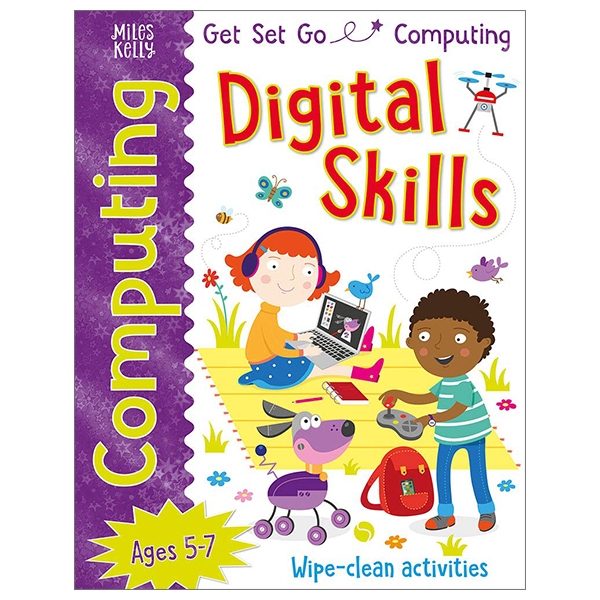 Miles
Kelly
Get Set Go Computing
Digital
Skills
Computing
Ages 5-7
Wipe-clean activities